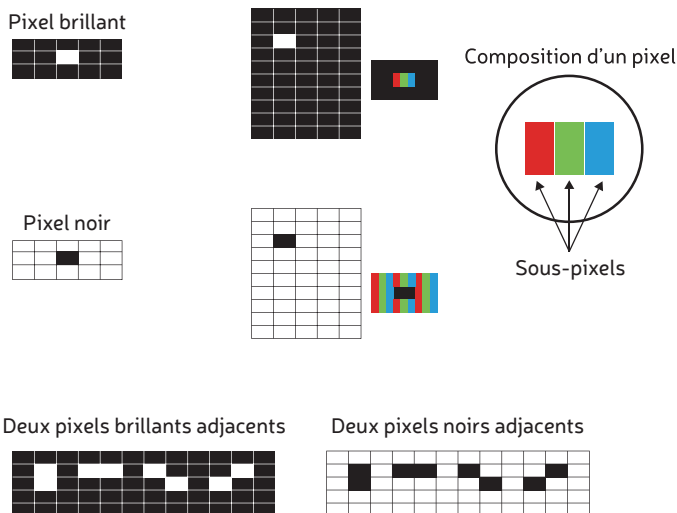 Pixel brillant
Composition d'un pixel
Pixel noir
Sous-pixels
Deux pixels brillants adjacents
Deux pixels noirs adjacents